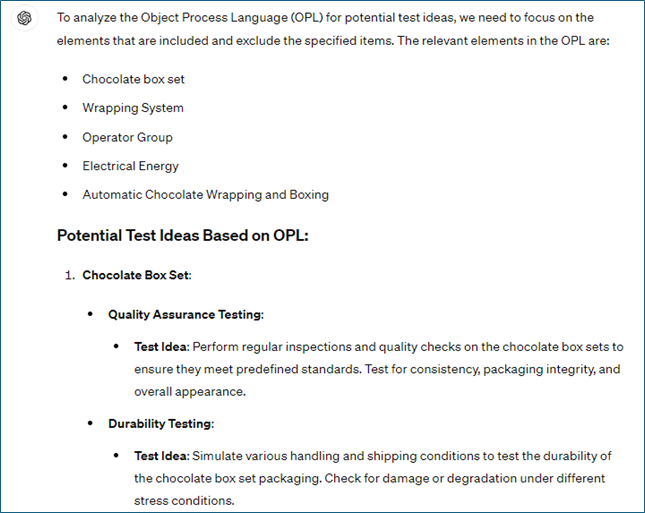 To analyze the Object Process Language (OPL) for potential test ideas, we need to focus on the
elements that are included and exclude the specified items. The relevant elements in the OPL are:
• Chocolate box set
• Wrapping System
• Operator Group
• Electrical Energy
• Automatic Chocolate Wrapping and Boxing
Potential Test Ideas Based on OPL:
1. Chocolate Box Set:
• Quality Assurance Testing:
• Test Idea: Perform regular inspections and quality checks on the chocolate box sets to
ensure they meet predefined standards. Test for consistency, packaging integrity, and
overall appearance.
• Durability Testing:
• Test Idea: Simulate various handling and shipping conditions to test the durability of
the chocolate box set packaging. Check for damage or degradation under different
stress conditions.